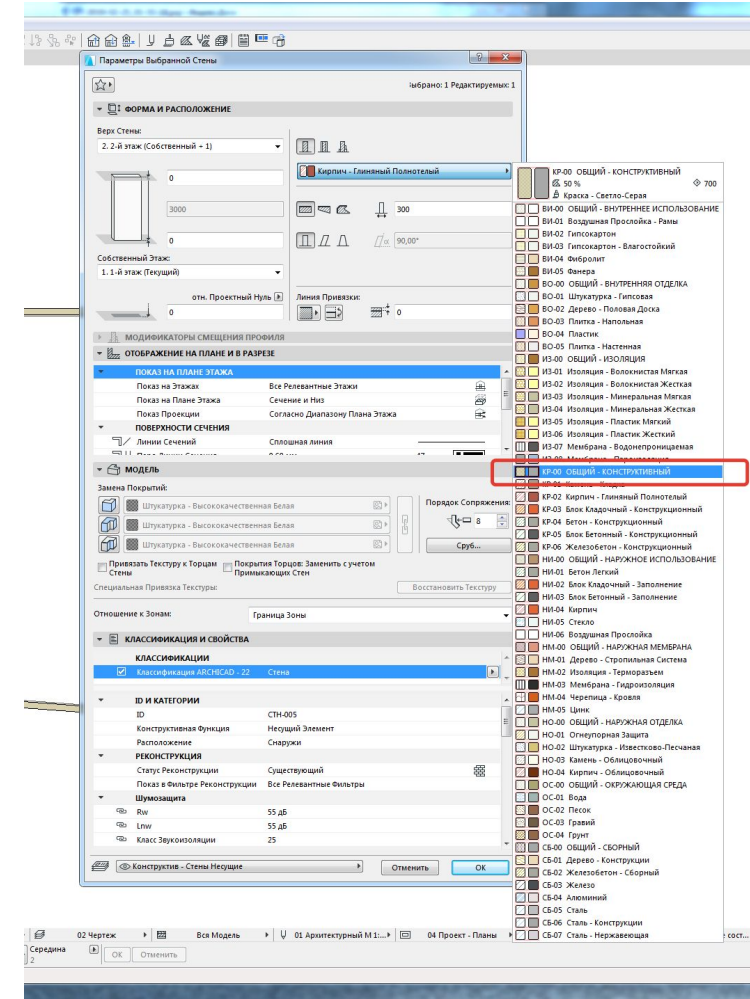 Параметры Выбранной Стены
Выбрано: 1 Редактируемых: 1
ФОРМА И РАСПОЛОЖЕНИЕ
Верх Стены:
2. 2-й этаж (Собственный + 1)
Кирпич - Глиняный Полнотелый
0
3000
300
0
90,00°
Собственный Этаж:
1. 1-й этаж (Текущий)
отн. Проектный Нуль
Линия Привязки:
0
0
МОДИФИКАТОРЫ СМЕЩЕНИЯ ПРОФИЛЯ
ОТОБРАЖЕНИЕ НА ПЛАНЕ И В РАЗРЕЗЕ
ПОКАЗ НА ПЛАНЕ ЭТАЖА
Показ на Этажах Все Релевантные Этажи
Показ на Плане Этажа Сечение и Низ
Показ Проекции Согласно Диапазону Плана Этажа
ПОВЕРХНОСТИ СЕЧЕНИЯ
Линии Сечений Сплошная линия
МОДЕЛЬ
Замена Покрытий:
Штукатурка - Высококачественная Белая
Штукатурка - Высококачественная Белая
Штукатурка - Высококачественная Белая
Порядок Сопряжения:
8
Сруб...
Привязать Текстуру к Торцам Стены
Покрытия Торцов: Заменить с учетом Примыкающих Стен
Специальная Привязка Текстуры:
Восстановить Текстуру
Отношение к Зонам:
Граница Зоны
КЛАССИФИКАЦИЯ И СВОЙСТВА
КЛАССИФИКАЦИИ
Классификация ARCHICAD - 22 Стена
ID И КАТЕГОРИИ
ID СТН-005
Конструктивная Функция Несущий Элемент
Расположение Снаружи
РЕКОНСТРУКЦИЯ
Статус Реконструкции Существующий
Показ в Фильтре Реконструкции Все Релевантные Фильтры
Шумозащита
Rw 55 дБ
Lnw 55 дБ
Класс Звукоизоляции 25
Конструктив - Стены Несущие
Отменить
OK
КР-00 ОБЩИЙ - КОНСТРУКТИВНЫЙ
50 % 700
Краска - Светло-Серая
ВИ-00 ОБЩИЙ - ВНУТРЕННЕЕ ИСПОЛЬЗОВАНИЕ
ВИ-01 Воздушная Прослойка - Рамы
ВИ-02 Гипсокартон
ВИ-03 Гипсокартон - Влагостойкий
ВИ-04 Фибролит
ВИ-05 Фанера
ВО-00 ОБЩИЙ - ВНУТРЕННЯЯ ОТДЕЛКА
ВО-01 Штукатурка - Гипсовая
ВО-02 Дерево - Половая Доска
ВО-03 Плитка - Напольная
ВО-04 Пластик
ВО-05 Плитка - Настенная
ИЗ-00 ОБЩИЙ - ИЗОЛЯЦИЯ
ИЗ-01 Изоляция - Волокнистая Мягкая
ИЗ-02 Изоляция - Волокнистая Жесткая
ИЗ-03 Изоляция - Минеральная Мягкая
ИЗ-04 Изоляция - Минеральная Жесткая
ИЗ-05 Изоляция - Пластик Мягкий
ИЗ-06 Изоляция - Пластик Жесткий
ИЗ-07 Мембрана - Водонепроницаемая
ИЗ-08 Мембрана - Пароизоляция
КР-00 ОБЩИЙ - КОНСТРУКТИВНЫЙ
КР-01 Камень - Кладка
КР-02 Кирпич - Глиняный Полнотелый
КР-03 Блок Кладочный - Конструкционный
КР-04 Бетон - Конструкционный
КР-05 Блок Бетонный - Конструкционный
КР-06 Железобетон - Конструкционный
НИ-00 ОБЩИЙ - НАРУЖНОЕ ИСПОЛЬЗОВАНИЕ
НИ-01 Бетон Легкий
НИ-02 Блок Кладочный - Заполнение
НИ-03 Блок Бетонный - Заполнение
НИ-04 Кирпич
НИ-05 Стекло
НИ-06 Воздушная Прослойка
НМ-00 ОБЩИЙ - НАРУЖНАЯ МЕМБРАНА
НМ-01 Дерево - Стропильная Система
НМ-02 Изоляция - Терморазъем
НМ-03 Мембрана - Гидроизоляция
НМ-04 Черепица - Кровля
НМ-05 Цинк
НО-00 ОБЩИЙ - НАРУЖНАЯ ОТДЕЛКА
НО-01 Огнеупорная Защита
НО-02 Штукатурка - Известково-Песчаная
НО-03 Камень - Облицовочный
НО-04 Кирпич - Облицовочный
ОС-00 ОБЩИЙ - ОКРУЖАЮЩАЯ СРЕДА
ОС-01 Вода
ОС-02 Песок
ОС-03 Гравий
ОС-04 Грунт
СБ-00 ОБЩИЙ - СБОРНЫЙ
СБ-01 Дерево - Конструкции
СБ-02 Железобетон - Сборный
СБ-03 Железо
СБ-04 Алюминий
СБ-05 Сталь
СБ-06 Сталь - Конструкции
СБ-07 Сталь - Нержавеющая
02 Чертеж Вся Модель 01 Архитектурный М 1:... 04 Проект - Планы е сост...
Середина
2
OK Отменить